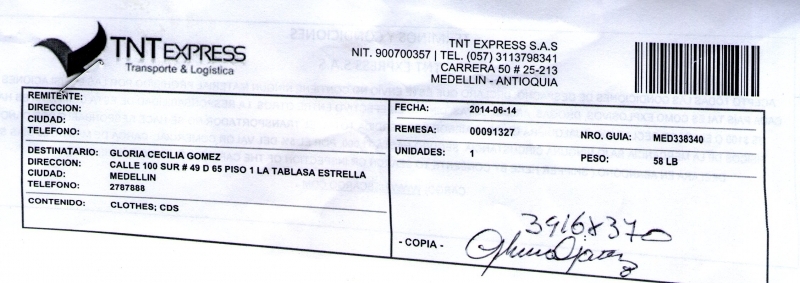 TNT EXPRESS
Transporte & Logística
TNT EXPRESS S.A.S
NIT. 900700357 | TEL. (057) 3113798341
CARRERA 50 # 25-213
MEDELLIN - ANTIOQUIA
REMITENTE:
DIRECCION:
CIUDAD:
TELEFONO:
DESTINATARIO: GLORIA CECILIA GOMEZ
DIRECCION: CALLE 100 SUR # 49 D 65 PISO 1 LA TABLASA ESTRELLA
CIUDAD: MEDELLIN
TELEFONO: 2787888
CONTENIDO: CLOTHES; CDS
FECHA: 2014-06-14
REMESA: 00091327 NRO. GUIA: MED338340
UNIDADES: 1 PESO: 58 LB
39168370
- COPIA -